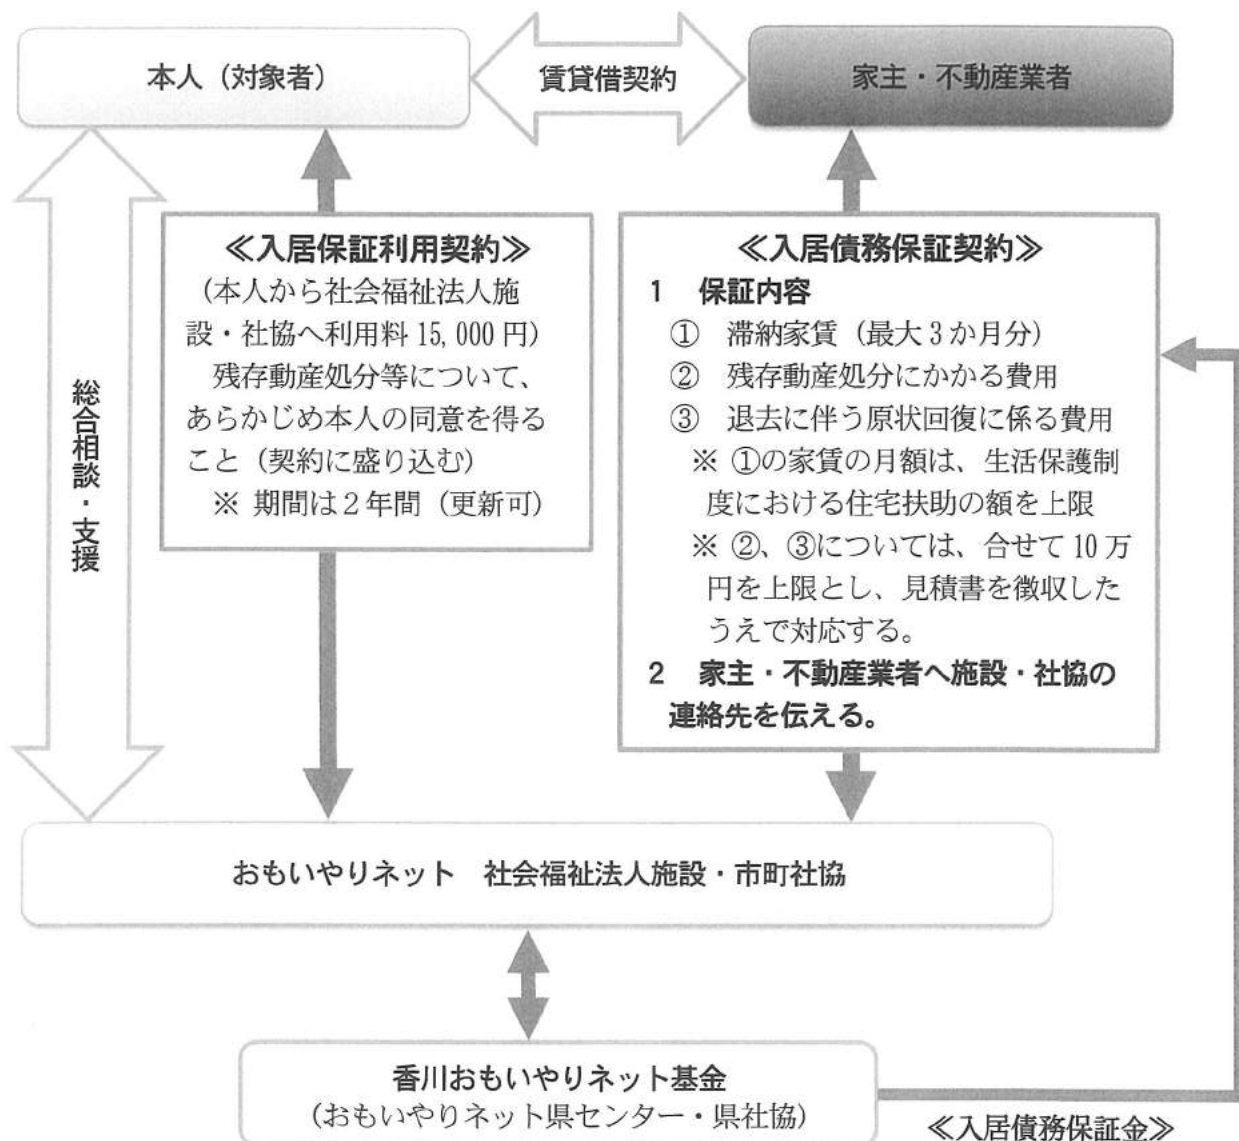 本人（対象者）
賃貸借契約
家主・不動産業者
≪入居保証利用契約≫
（本人から社会福祉法人施
設・社協へ利用料 15,000 円）
残存動産処分等について、
あらかじめ本人の同意を得る
こと（契約に盛り込む）
※ 期間は２年間（更新可）
≪入居債務保証契約≫
1 保証内容
① 滞納家賃（最大３か月分）
② 残存動産処分にかかる費用
③ 退去に伴う原状回復に係る費用
※ ①の家賃の月額は、生活保護制
度における住宅扶助の額を上限
※ ②、③については、合せて 10 万
円を上限とし、見積書を徴収した
うえで対応する。
2 家主・不動産業者へ施設・社協の
連絡先を伝える。
総合相談・支援
おもいやりネット 社会福祉法人施設・市町社協
香川おもいやりネット基金
（おもいやりネット県センター・県社協）
≪入居債務保証金≫